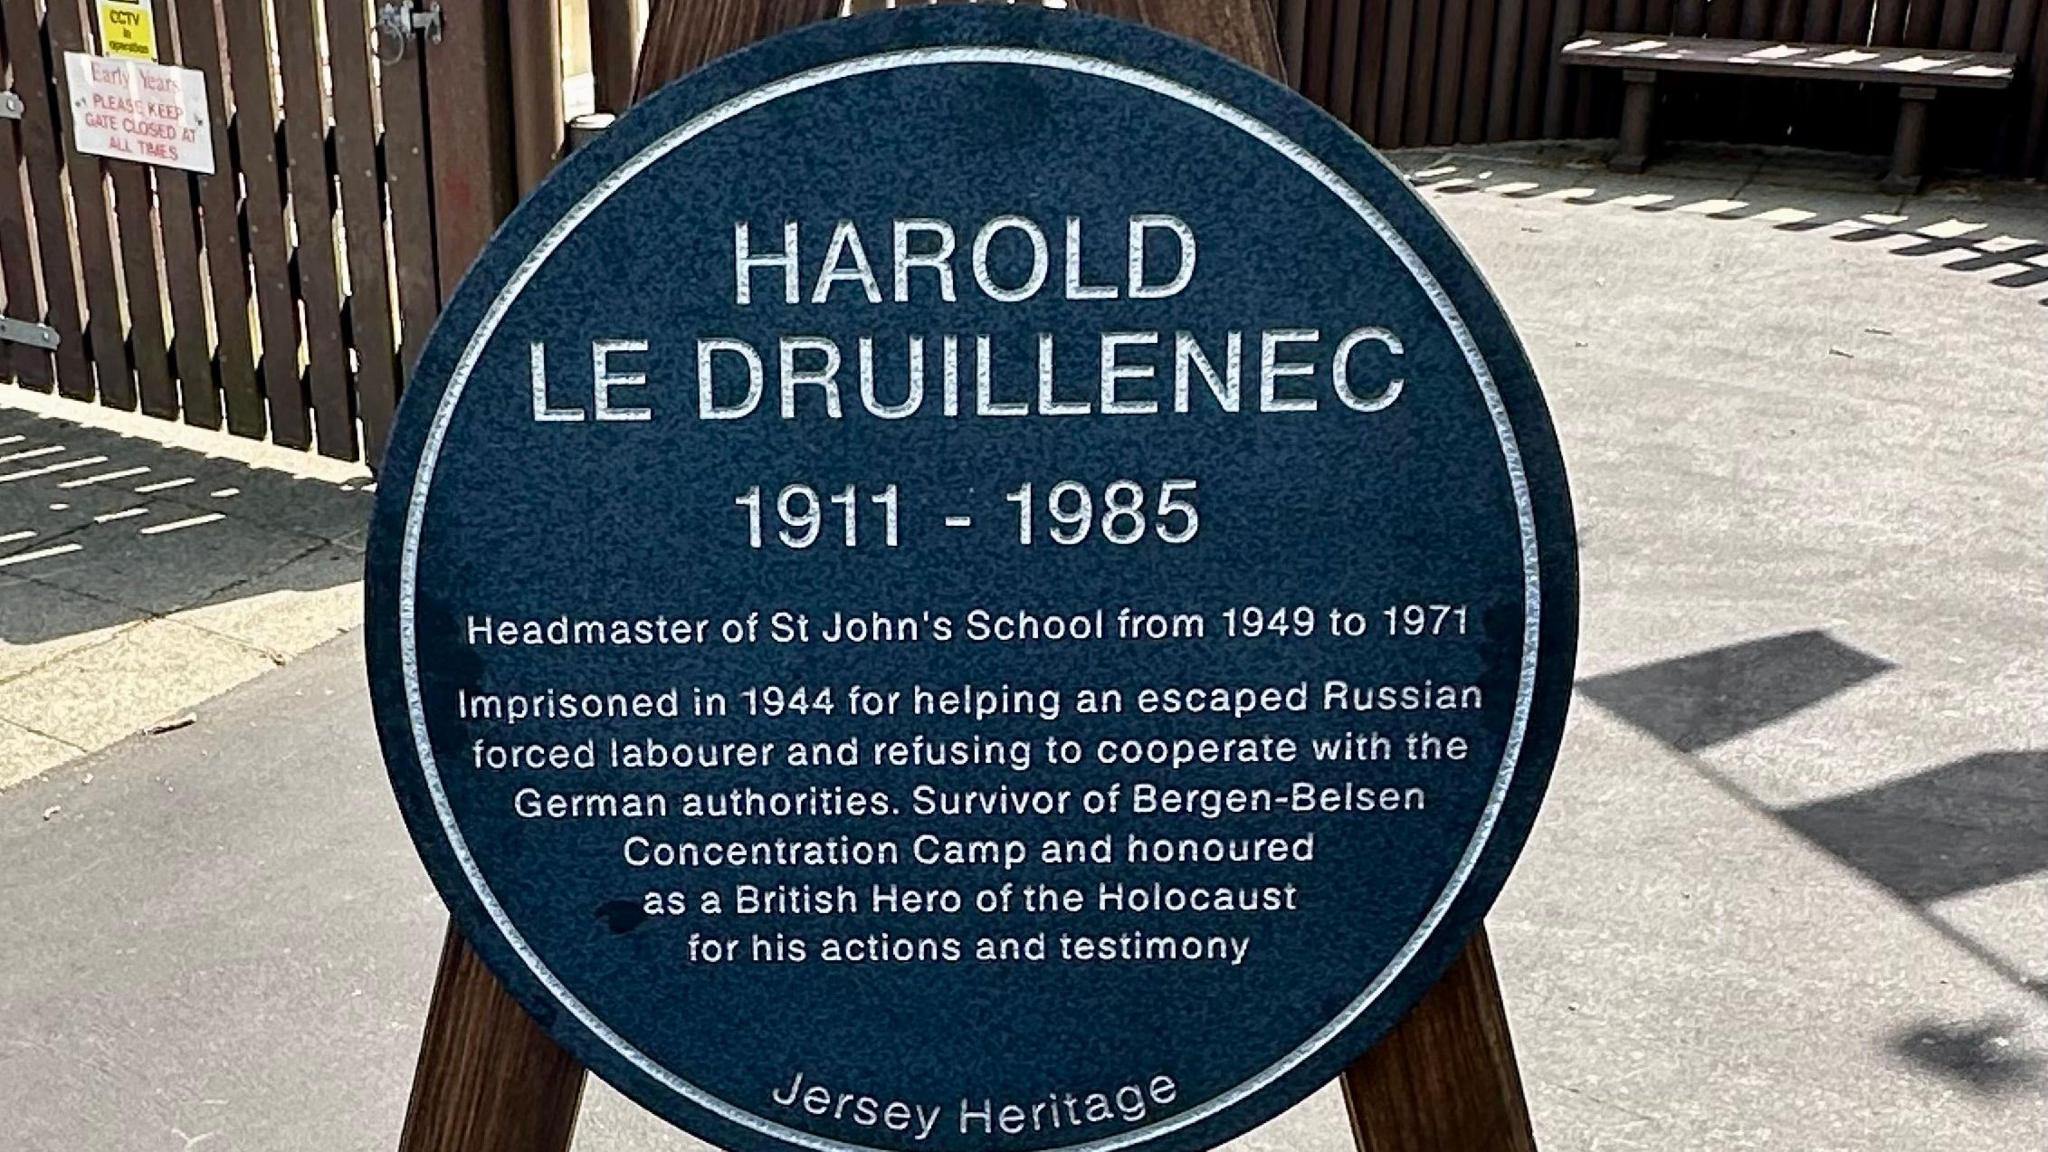 CCTV
in
operation
Early Years
PLEASE KEEP
GATE CLOSED AT
ALL TIMES
HAROLD
LE DRUILLENEC
1911 - 1985
Headmaster of St John's School from 1949 to 1971
Imprisoned in 1944 for helping an escaped Russian
forced labourer and refusing to cooperate with the
German authorities. Survivor of Bergen-Belsen
Concentration Camp and honoured
as a British Hero of the Holocaust
for his actions and testimony
Jersey Heritage